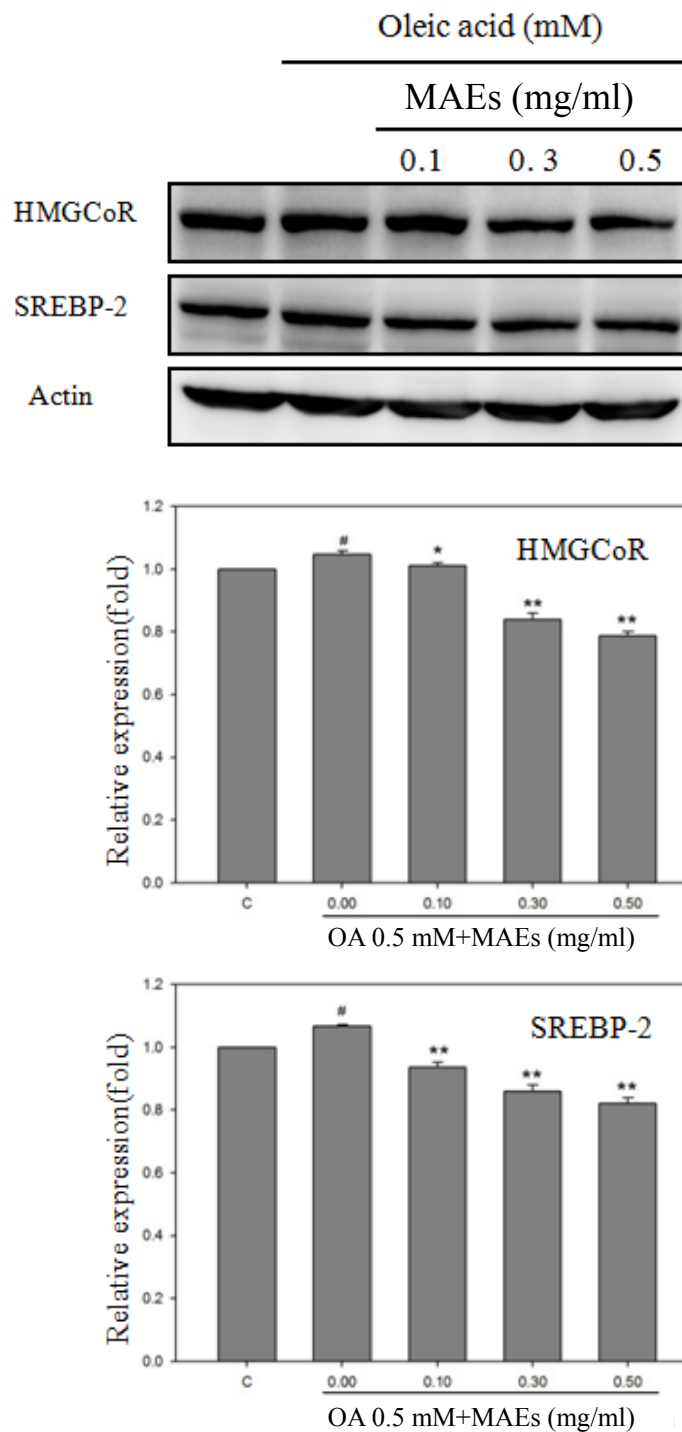 Oleic acid (mM)
MAEs (mg/ml)
0.1 0.3 0.5
HMGCoR
SREBP-2
Actin
Relative expression(fold)
1.2
1.0
0.8
0.6
0.4
0.2
0.0
# * ** **
HMGCoR
C 0.00 0.10 0.30 0.50
OA 0.5 mM+MAEs (mg/ml)
Relative expression(fold)
1.2
1.0
0.8
0.6
0.4
0.2
0.0
# ** ** **
SREBP-2
C 0.00 0.10 0.30 0.50
OA 0.5 mM+MAEs (mg/ml)